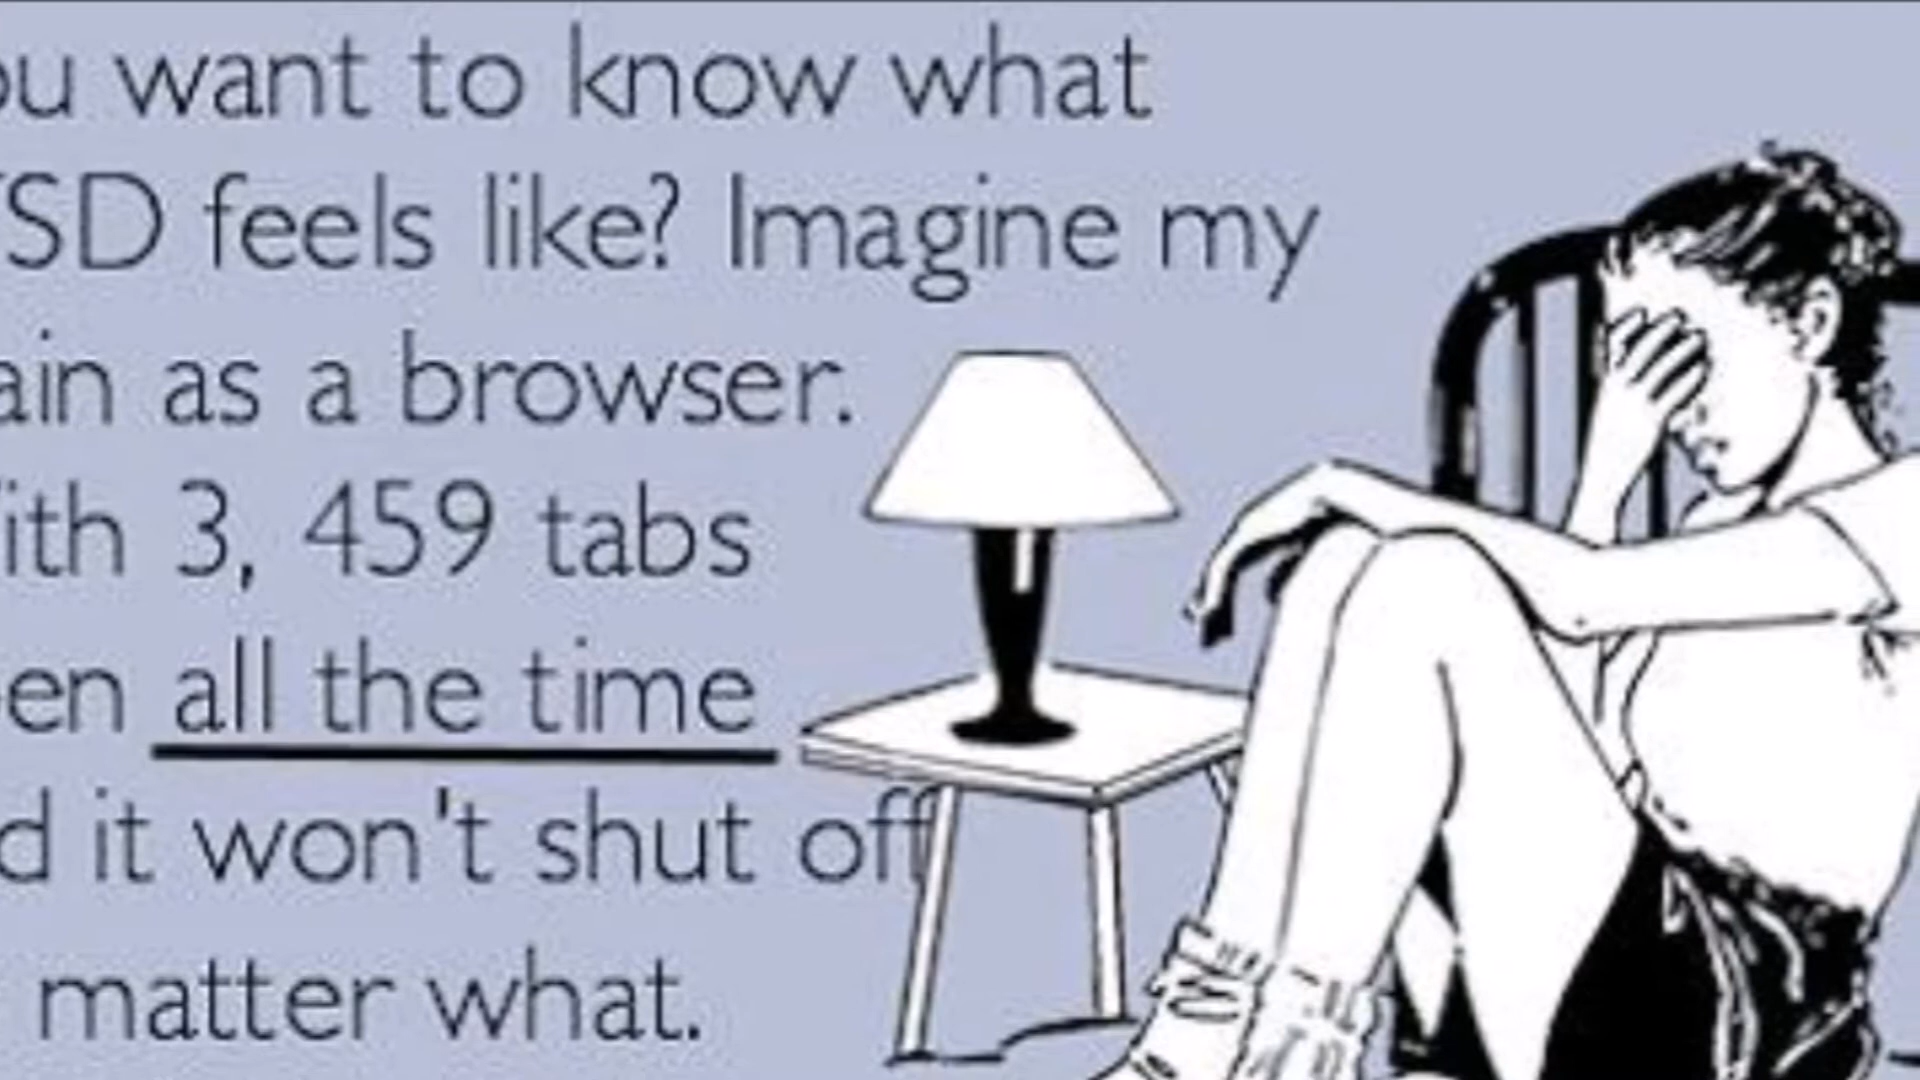 ou want to know what
TSD feels like? Imagine my
ain as a browser.
ith 3, 459 tabs
en all the time
d it won't shut off
matter what.